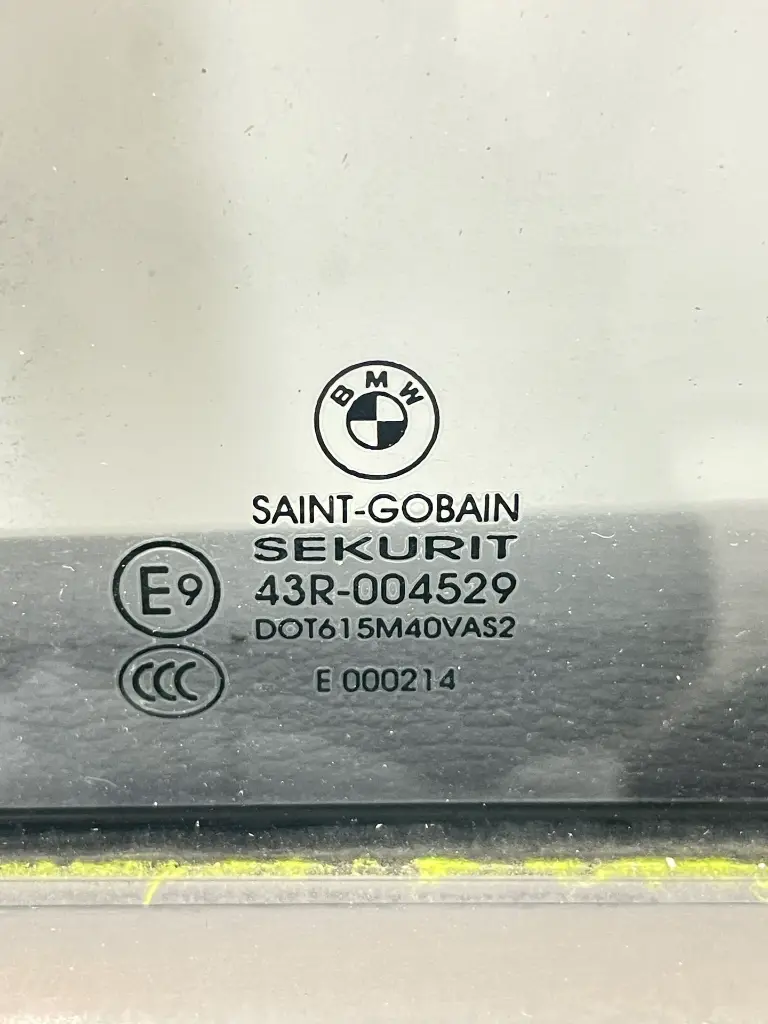 BMW
SAINT-GOBAIN
SEKURIT
E9 43R-004529
DOT615M40VAS2
CCC E 000214